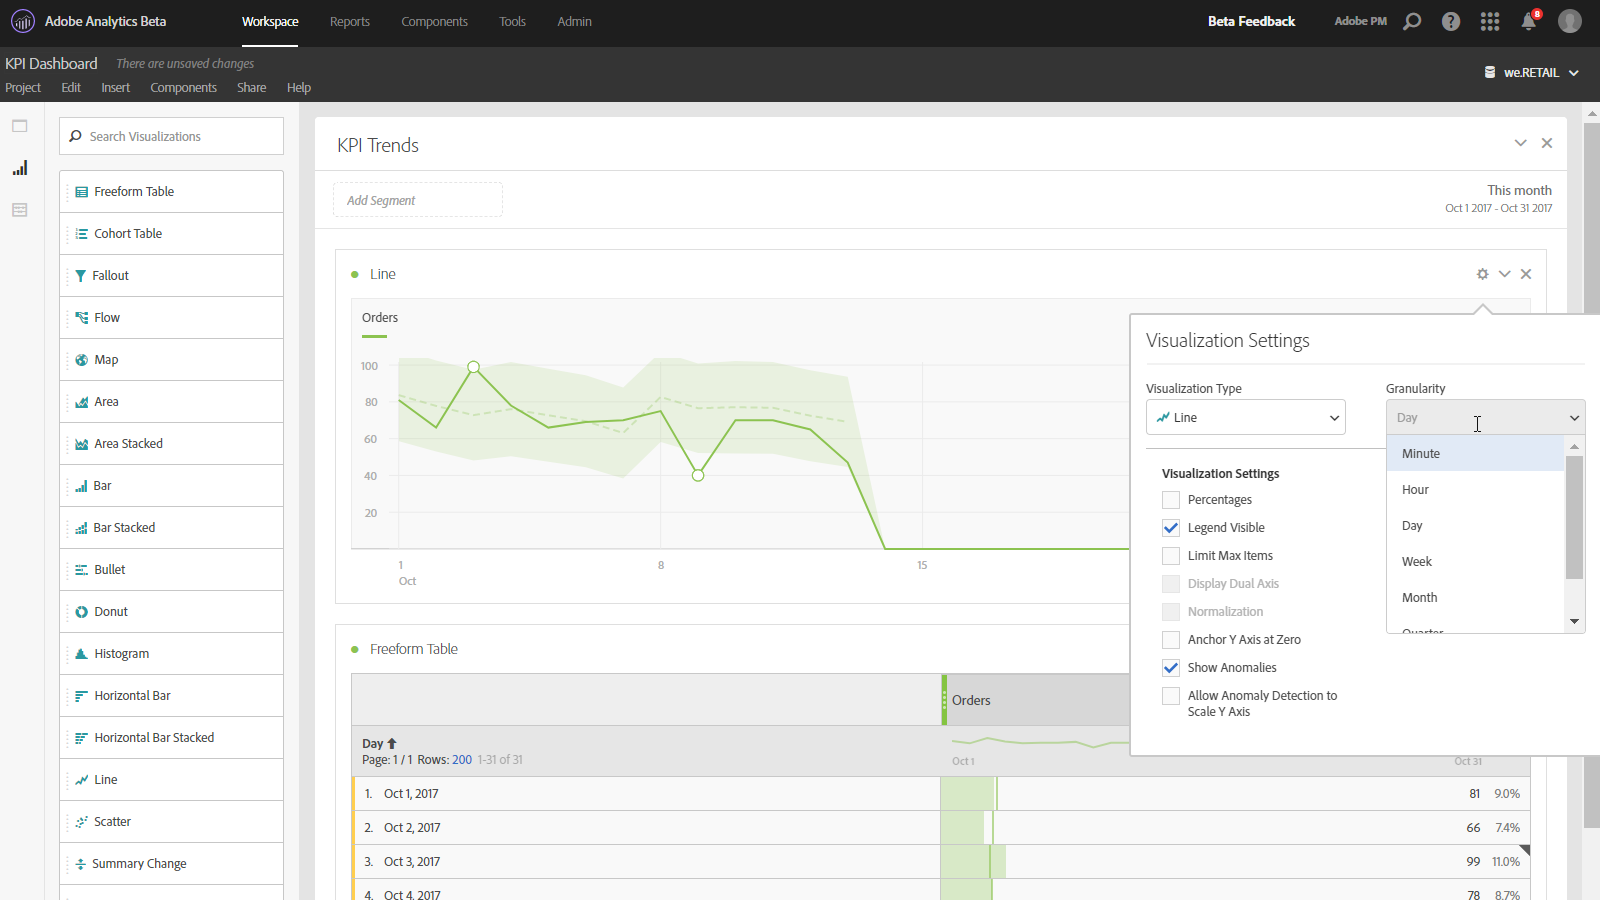 Adobe Analytics Beta
Workspace
Reports
Components
Tools
Admin
Beta Feedback
Adobe PM
8
KPI Dashboard
There are unsaved changes
Project
Edit
Insert
Components
Share
Help
we.RETAIL
Search Visualizations
Freeform Table
Cohort Table
Fallout
Flow
Map
Area
Area Stacked
Bar
Bar Stacked
Bullet
Donut
Histogram
Horizontal Bar
Horizontal Bar Stacked
Line
Scatter
Summary Change
KPI Trends
Add Segment
This month
Oct 1 2017 - Oct 31 2017
Line
Orders
100
80
60
40
20
1
Oct
8
15
Visualization Settings
Visualization Type
Line
Granularity
Day
Minute
Hour
Day
Week
Month
Quarter
Visualization Settings
Percentages
Legend Visible
Limit Max Items
Display Dual Axis
Normalization
Anchor Y Axis at Zero
Show Anomalies
Allow Anomaly Detection to
Scale Y Axis
Freeform Table
Orders
Day
Page: 1 / 1 Rows: 200 1-31 of 31
Oct 1
Oct 31
1. Oct 1, 2017 81 9.0%
2. Oct 2, 2017 66 7.4%
3. Oct 3, 2017 99 11.0%
4. Oct 4, 2017 78 8.7%